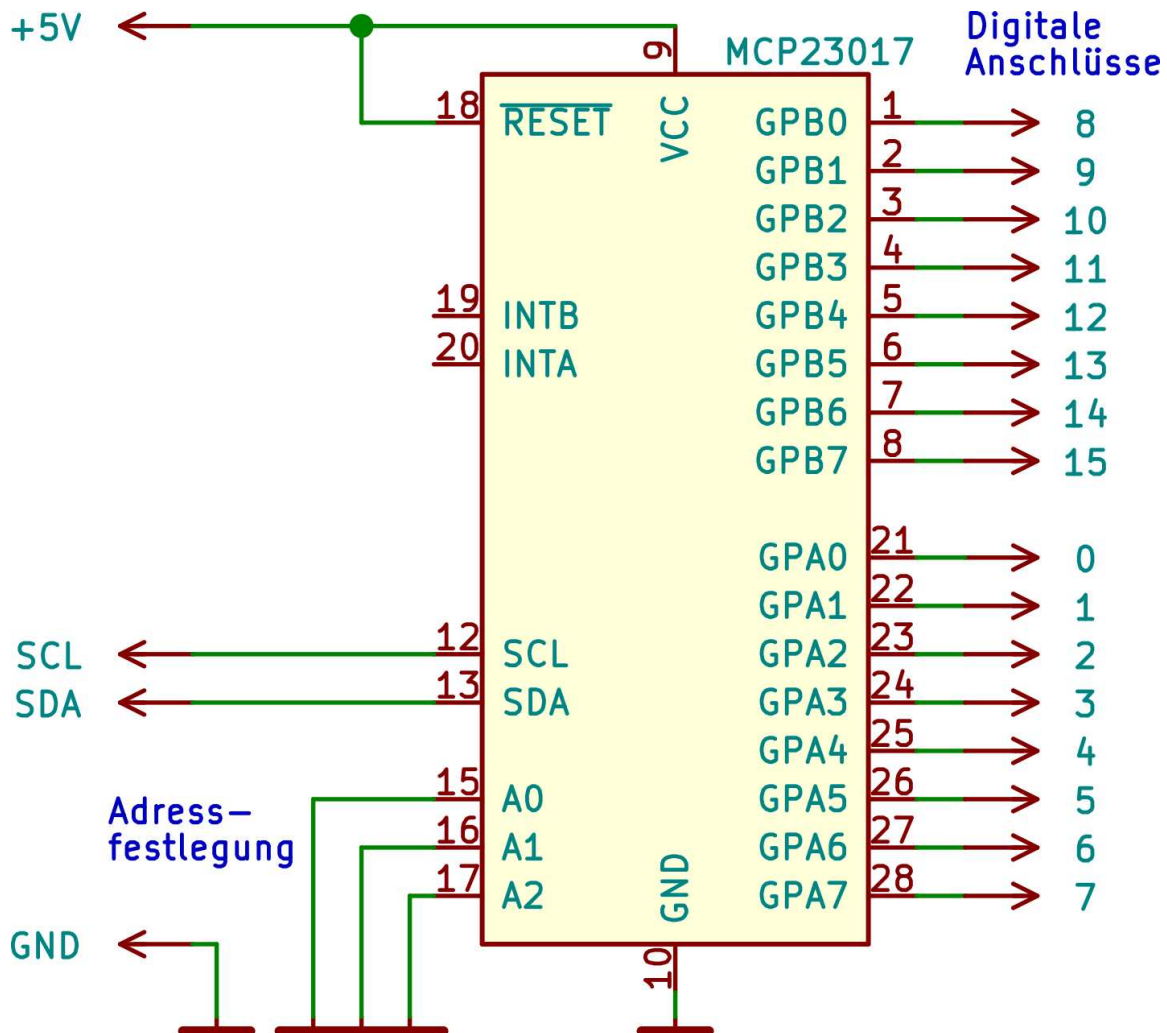 +5V
9
MCP23017
Digitale
Anschlüsse
18
RESET
VCC
GPB0
1
8
GPB1
2
9
GPB2
3
10
GPB3
4
11
19
INTB
GPB4
5
12
20
INTA
GPB5
6
13
GPB6
7
14
GPB7
8
15
GPA0
21
0
GPA1
22
1
SCL
12
SCL
GPA2
23
2
SDA
13
SDA
GPA3
24
3
GPA4
25
4
Adress-
festlegung
15
A0
GPA5
26
5
16
A1
GPA6
27
6
17
A2
GND
GPA7
28
7
GND
10